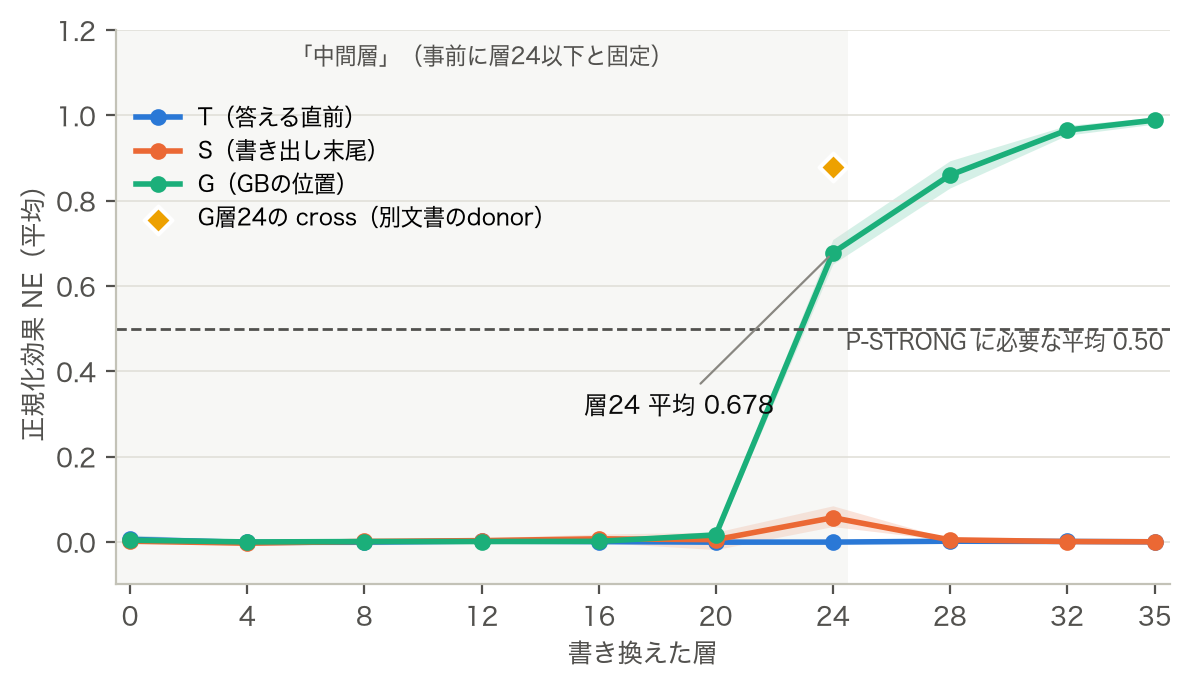 1.2
「中間層」（事前に層24以下と固定）
1.0
T（答える直前）
S（書き出し末尾）
G（GBの位置）
G層24の cross（別文書のdonor）
0.8
0.6
P-STRONG に必要な平均 0.50
0.4
層24 平均 0.678
0.2
0.0
正規化効果 NE（平均）
0 4 8 12 16 20 24 28 32 35
書き換えた層